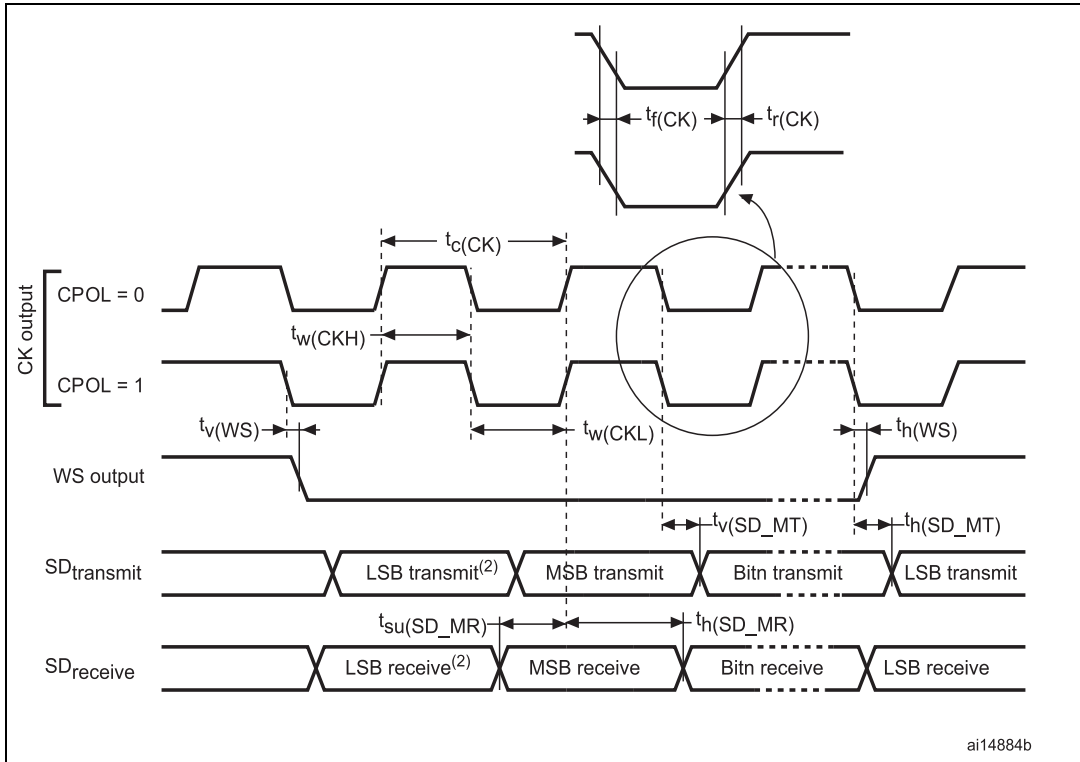 tf(CK)
tr(CK)
tc(CK)
CK output
CPOL = 0
tw(CKH)
CPOL = 1
tv(WS)
tw(CKL)
th(WS)
WS output
tv(SD_MT)
th(SD_MT)
SDtransmit
LSB transmit(2)
MSB transmit
Bitn transmit
LSB transmit
tsu(SD_MR)
th(SD_MR)
SDreceive
LSB receive(2)
MSB receive
Bitn receive
LSB receive
ai14884b